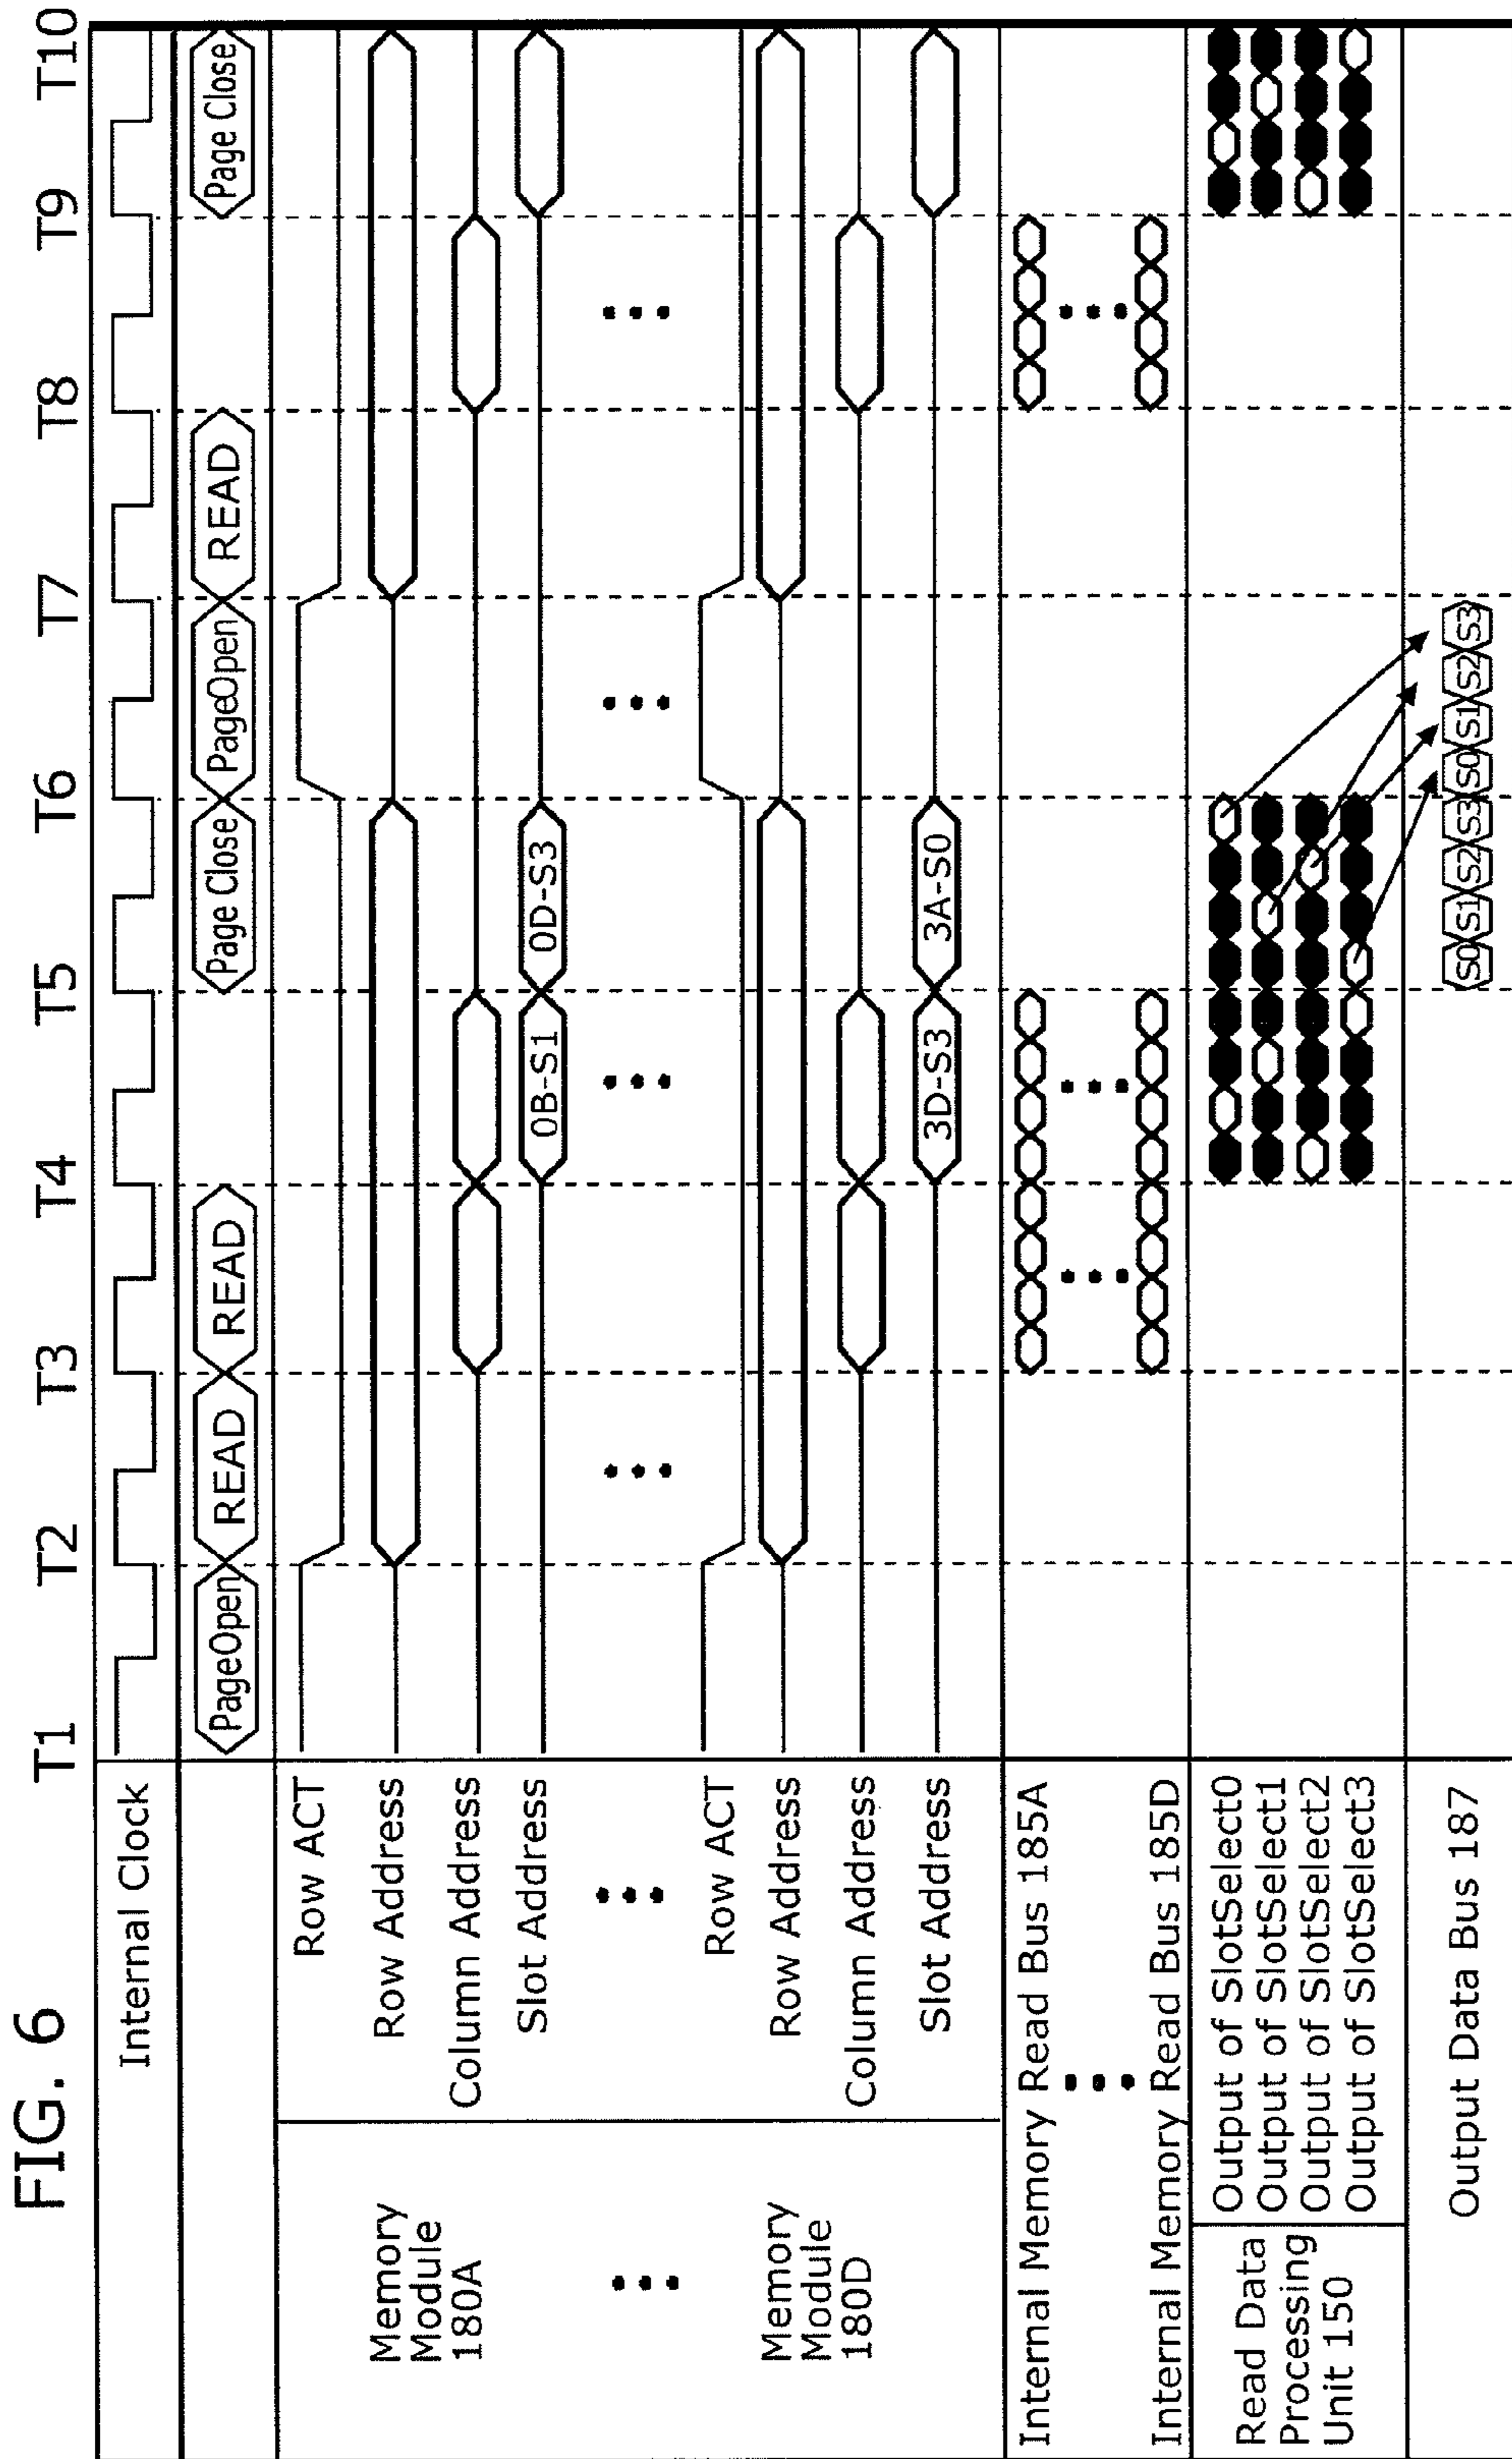 FIG. 6
T1 T2 T3 T4 T5 T6 T7 T8 T9 T10
Internal Clock
PageOpen READ READ Page Close PageOpen READ Page Close
Memory
Module
180A
Row ACT
Row Address
Column Address
Slot Address
0B-S1 0D-S3
Memory
Module
180D
Row ACT
Row Address
Column Address
Slot Address
3D-S3 3A-S0
Internal Memory Read Bus 185A
Internal Memory Read Bus 185D
Read Data
Processing
Unit 150
Output of SlotSelect0
Output of SlotSelect1
Output of SlotSelect2
Output of SlotSelect3
Output Data Bus 187
S0 S1 S2 S3 S0 S1 S2 S3